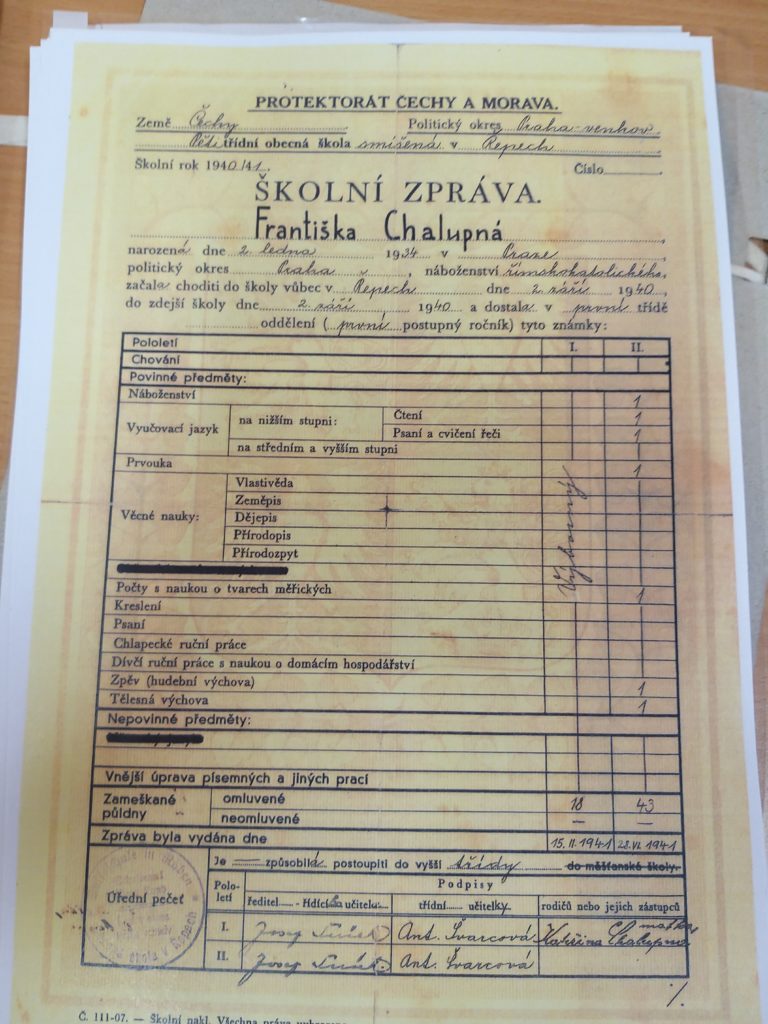 PROTEKTORÁT ČECHY A MORAVA.
Země Čechy Politický okres Praha-venkov
Pěti třídní obecná škola smíšená v Řepech
Školní rok 1940/41. Číslo
ŠKOLNÍ ZPRÁVA.
Františka Chalupná
narozená dne 2. ledna 1934 v Praze
politický okres Praha, náboženství římskokatolického,
začala choditi do školy vůbec v Řepech dne 2. září 1940,
do zdejší školy dne 2. září 1940 a dostala v první třídě
oddělení (první postupný ročník) tyto známky:
Pololetí I. II.
Chování
Povinné předměty:
Náboženství 1
Vyučovací jazyk na nižším stupni: Čtení 1
Psaní a cvičení řeči 1
na středním a vyšším stupni
Prvouka 1
Věcné nauky: Vlastivěda
Zeměpis
Dějepis
Přírodopis
Přírodozpyt
Výborný
Počty s naukou o tvarech měřických 1
Kreslení
Psaní
Chlapecké ruční práce
Dívčí ruční práce s naukou o domácím hospodářství
Zpěv (hudební výchova) 1
Tělesná výchova 1
Nepovinné předměty:
Vnější úprava písemných a jiných prací
Zameškané půldny omluvené 18 43
neomluvené — —
Zpráva byla vydána dne 15. II. 1941 28. VI. 1941
Je — způsobilá postoupiti do vyšší třídy do měšťanské školy.
Úřední pečeť
Pololetí Podpisy
ředitel - řídící učitel třídní učitelky rodičů nebo jejich zástupců
I. Josef Ant. Švarcová Kateřina Chalupná matka
II. Josef Ant. Švarcová
Č. 111-07. — Školní nakl. Všechna práva